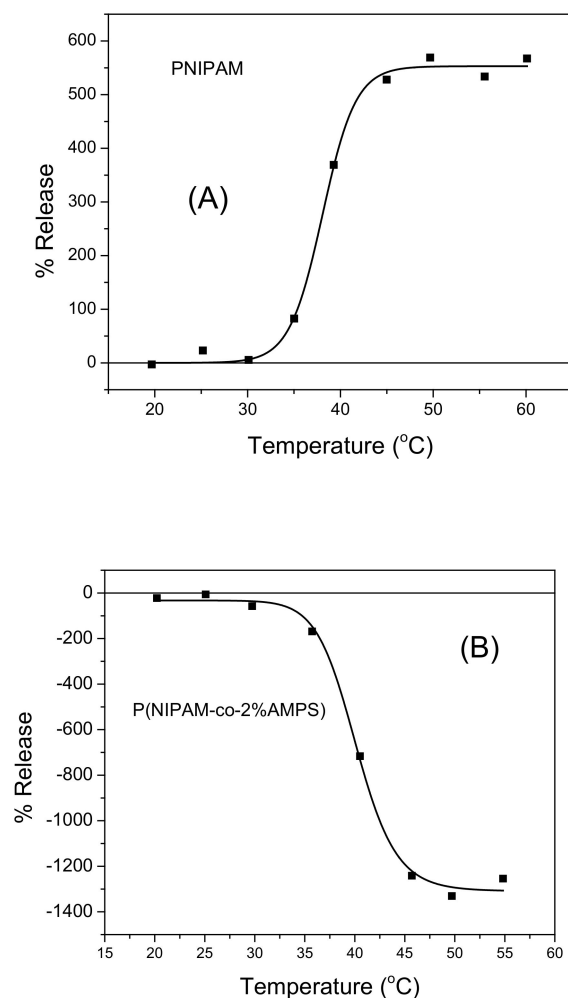 600
PNIPAM
500
400
(A)
% Release
300
200
100
0
20 30 40 50 60
Temperature (°C)
0
-200
(B)
-400
P(NIPAM-co-2%AMPS)
-600
% Release
-800
-1000
-1200
-1400
15 20 25 30 35 40 45 50 55 60
Temperature (°C)